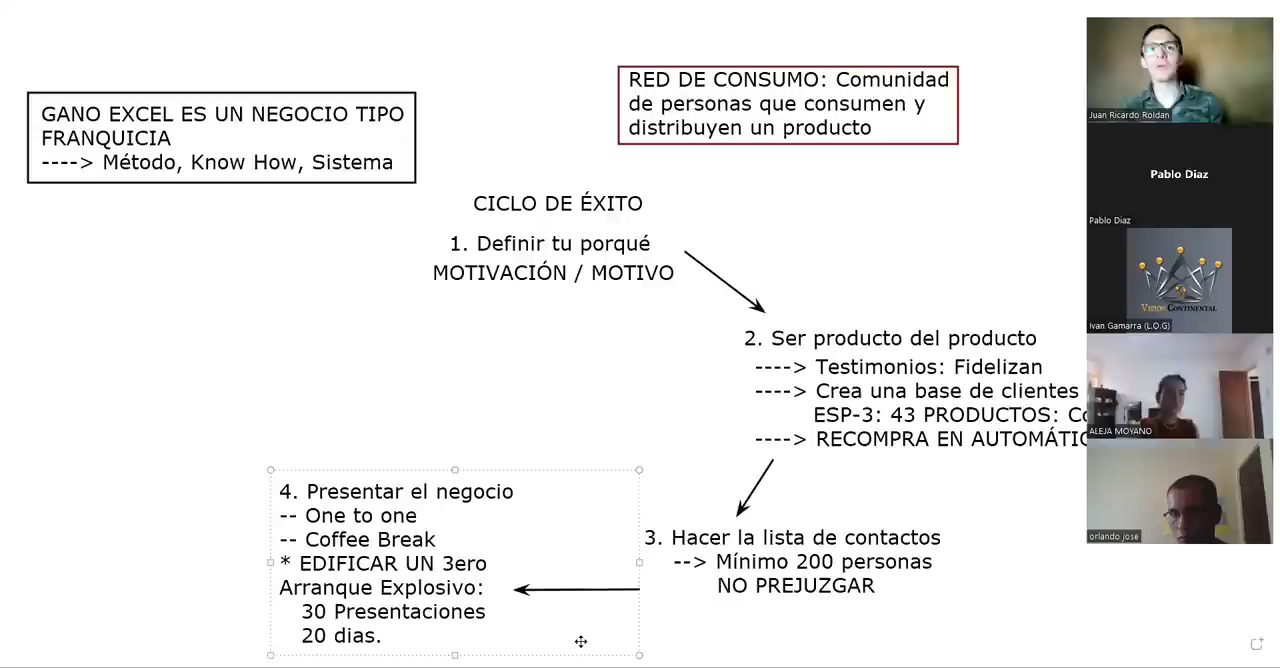 GANO EXCEL ES UN NEGOCIO TIPO
FRANQUICIA
----> Método, Know How, Sistema
RED DE CONSUMO: Comunidad
de personas que consumen y
distribuyen un producto
CICLO DE ÉXITO
1. Definir tu porqué
MOTIVACIÓN / MOTIVO
2. Ser producto del producto
----> Testimonios: Fidelizan
----> Crea una base de clientes
ESP-3: 43 PRODUCTOS:
----> RECOMPRA EN
3. Hacer la lista de contactos
--> Mínimo 200 personas
NO PREJUZGAR
4. Presentar el negocio
-- One to one
-- Coffee Break
* EDIFICAR UN 3ero
Arranque Explosivo:
30 Presentaciones
20 dias.
Juan Ricardo Roldan
Pablo Diaz
Pablo Diaz
VISION CONTINENTAL
Ivan Gamarra (L.O.G)
ALEJA MOYANO
orlando jose